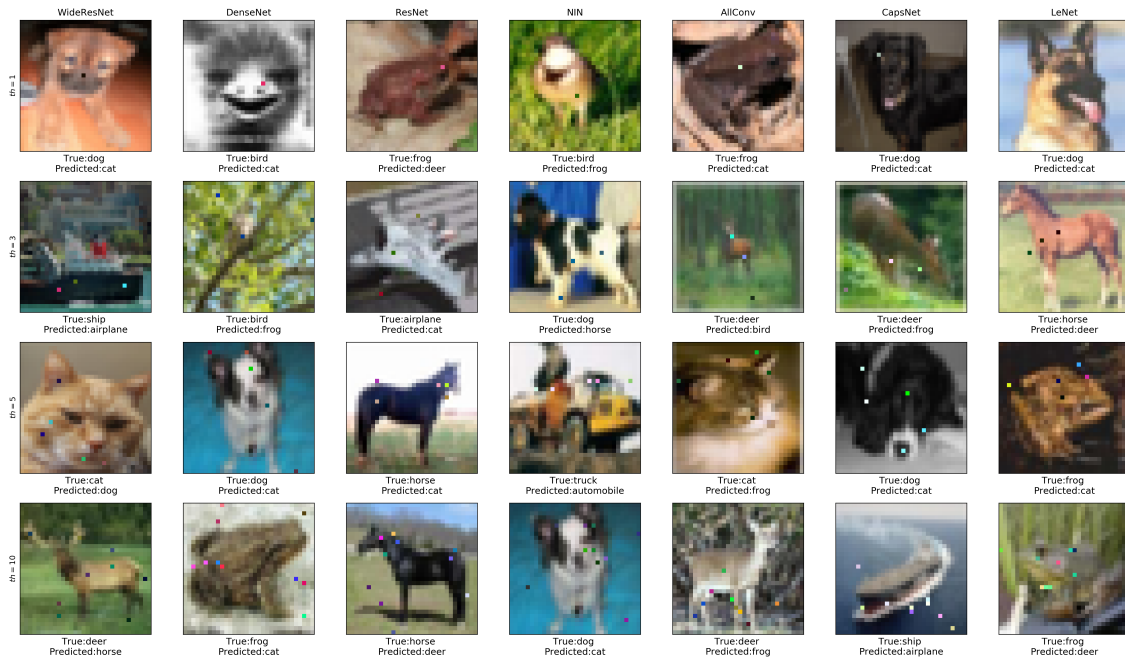 WideResNet DenseNet ResNet NIN AllConv CapsNet LeNet
th = 1
True:dog True:bird True:frog True:bird True:frog True:dog True:dog
Predicted:cat Predicted:cat Predicted:deer Predicted:frog Predicted:cat Predicted:cat Predicted:cat
th = 3
True:ship True:bird True:airplane True:dog True:deer True:deer True:horse
Predicted:airplane Predicted:frog Predicted:cat Predicted:horse Predicted:bird Predicted:frog Predicted:deer
th = 5
True:cat True:dog True:horse True:truck True:cat True:dog True:frog
Predicted:dog Predicted:cat Predicted:cat Predicted:automobile Predicted:frog Predicted:cat Predicted:cat
th = 10
True:deer True:frog True:horse True:dog True:deer True:ship True:frog
Predicted:horse Predicted:cat Predicted:deer Predicted:cat Predicted:frog Predicted:airplane Predicted:deer